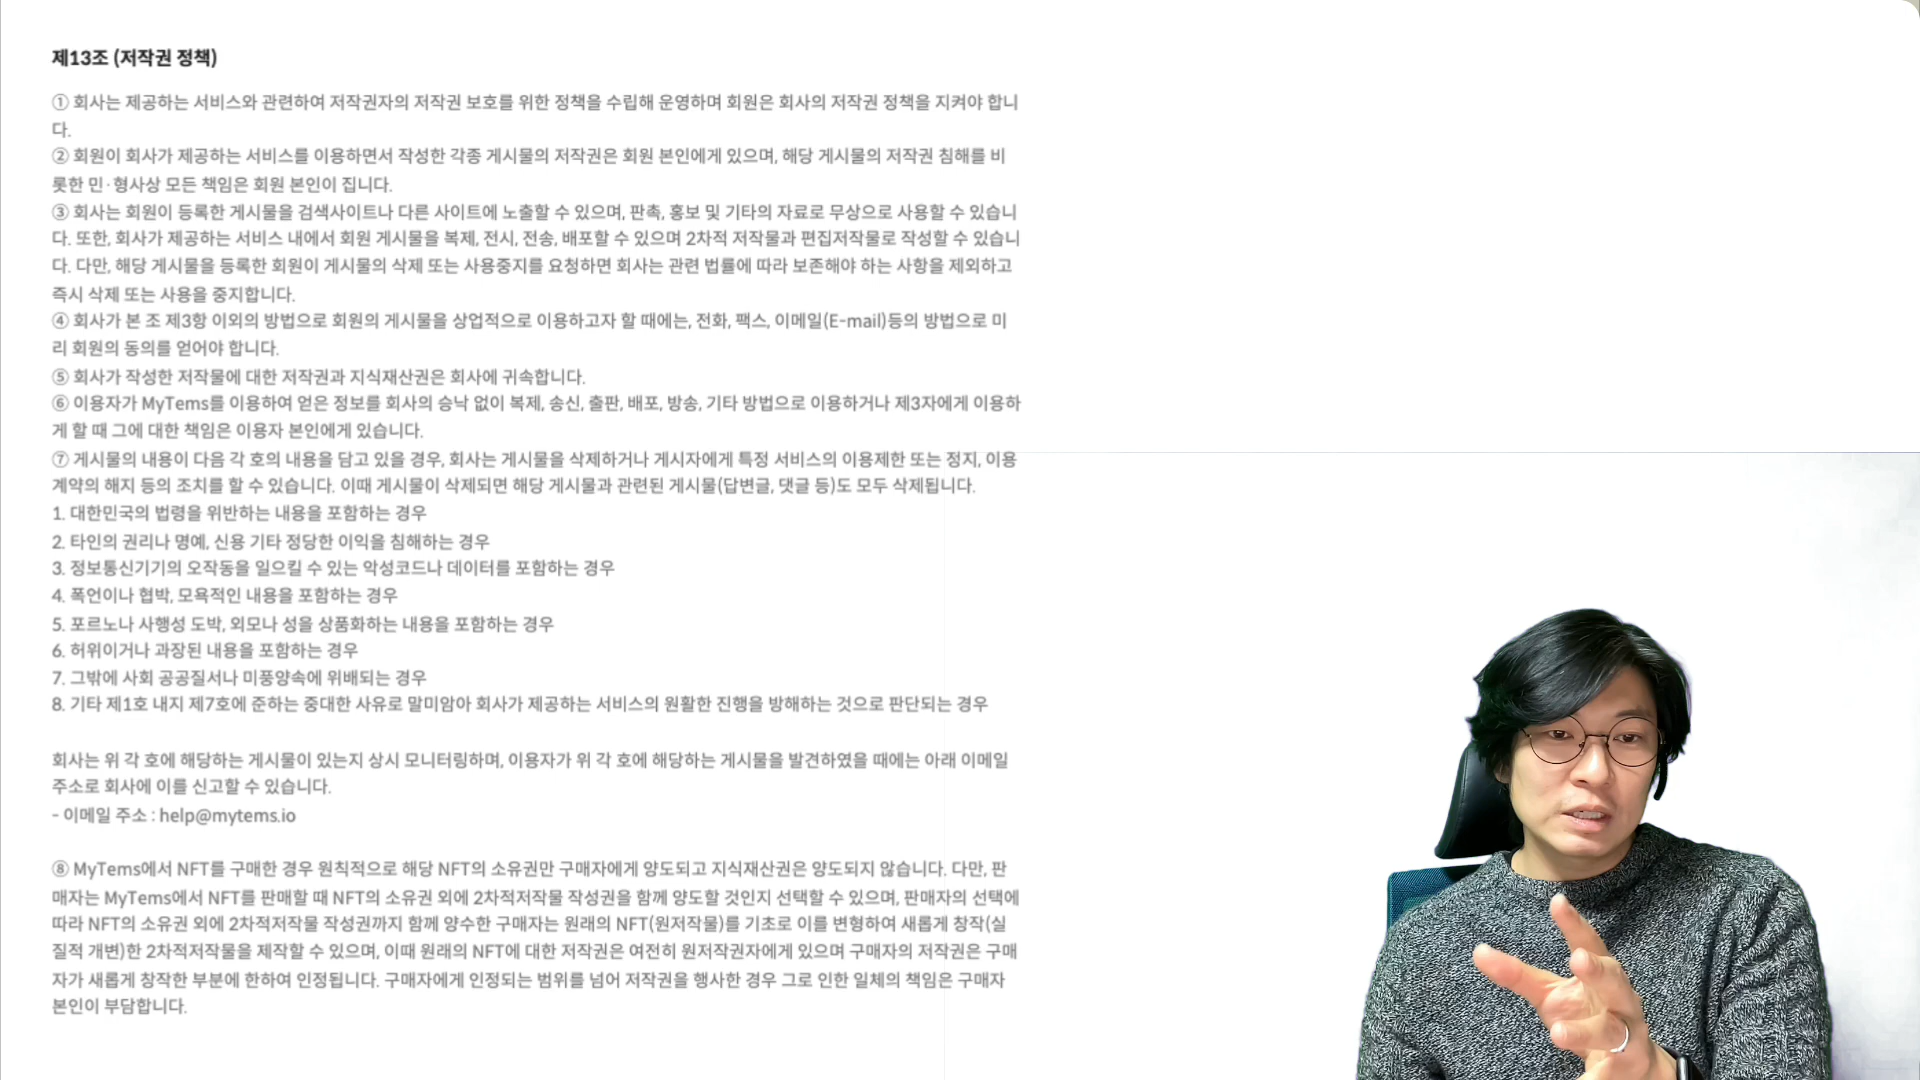 제13조 (저작권 정책)
① 회사는 제공하는 서비스와 관련하여 저작권자의 저작권 보호를 위한 정책을 수립해 운영하며 회원은 회사의 저작권 정책을 지켜야 합니
다.
② 회원이 회사가 제공하는 서비스를 이용하면서 작성한 각종 게시물의 저작권은 회원 본인에게 있으며, 해당 게시물의 저작권 침해를 비
롯한 민·형사상 모든 책임은 회원 본인이 집니다.
③ 회사는 회원이 등록한 게시물을 검색사이트나 다른 사이트에 노출할 수 있으며, 판촉, 홍보 및 기타의 자료로 무상으로 사용할 수 있습니
다. 또한, 회사가 제공하는 서비스 내에서 회원 게시물을 복제, 전시, 전송, 배포할 수 있으며 2차적 저작물과 편집저작물로 작성할 수 있습니
다. 다만, 해당 게시물을 등록한 회원이 게시물의 삭제 또는 사용중지를 요청하면 회사는 관련 법률에 따라 보존해야 하는 사항을 제외하고
즉시 삭제 또는 사용을 중지합니다.
④ 회사가 본 조 제3항 이외의 방법으로 회원의 게시물을 상업적으로 이용하고자 할 때에는, 전화, 팩스, 이메일(E-mail)등의 방법으로 미
리 회원의 동의를 얻어야 합니다.
⑤ 회사가 작성한 저작물에 대한 저작권과 지식재산권은 회사에 귀속합니다.
⑥ 이용자가 MyTems를 이용하여 얻은 정보를 회사의 승낙 없이 복제, 송신, 출판, 배포, 방송, 기타 방법으로 이용하거나 제3자에게 이용하
게 할 때 그에 대한 책임은 이용자 본인에게 있습니다.
⑦ 게시물의 내용이 다음 각 호의 내용을 담고 있을 경우, 회사는 게시물을 삭제하거나 게시자에게 특정 서비스의 이용제한 또는 정지, 이용
계약의 해지 등의 조치를 할 수 있습니다. 이때 게시물이 삭제되면 해당 게시물과 관련된 게시물(답변글, 댓글 등)도 모두 삭제됩니다.
1. 대한민국의 법령을 위반하는 내용을 포함하는 경우
2. 타인의 권리나 명예, 신용 기타 정당한 이익을 침해하는 경우
3. 정보통신기기의 오작동을 일으킬 수 있는 악성코드나 데이터를 포함하는 경우
4. 폭언이나 협박, 모욕적인 내용을 포함하는 경우
5. 포르노나 사행성 도박, 외모나 성을 상품화하는 내용을 포함하는 경우
6. 허위이거나 과장된 내용을 포함하는 경우
7. 그밖에 사회 공공질서나 미풍양속에 위배되는 경우
8. 기타 제1호 내지 제7호에 준하는 중대한 사유로 말미암아 회사가 제공하는 서비스의 원활한 진행을 방해하는 것으로 판단되는 경우
회사는 위 각 호에 해당하는 게시물이 있는지 상시 모니터링하며, 이용자가 위 각 호에 해당하는 게시물을 발견하였을 때에는 아래 이메일
주소로 회사에 이를 신고할 수 있습니다.
- 이메일 주소 : help@mytems.io
⑧ MyTems에서 NFT를 구매한 경우 원칙적으로 해당 NFT의 소유권만 구매자에게 양도되고 지식재산권은 양도되지 않습니다. 다만, 판
매자는 MyTems에서 NFT를 판매할 때 NFT의 소유권 외에 2차적저작물 작성권을 함께 양도할 것인지 선택할 수 있으며, 판매자의 선택에
따라 NFT의 소유권 외에 2차적저작물 작성권까지 함께 양수한 구매자는 원래의 NFT(원저작물)를 기초로 이를 변형하여 새롭게 창작(실
질적 개변)한 2차적저작물을 제작할 수 있으며, 이때 원래의 NFT에 대한 저작권은 여전히 원저작권자에게 있으며 구매자의 저작권은 구매
자가 새롭게 창작한 부분에 한하여 인정됩니다. 구매자에게 인정되는 범위를 넘어 저작권을 행사한 경우 그로 인한 일체의 책임은 구매자
본인이 부담합니다.